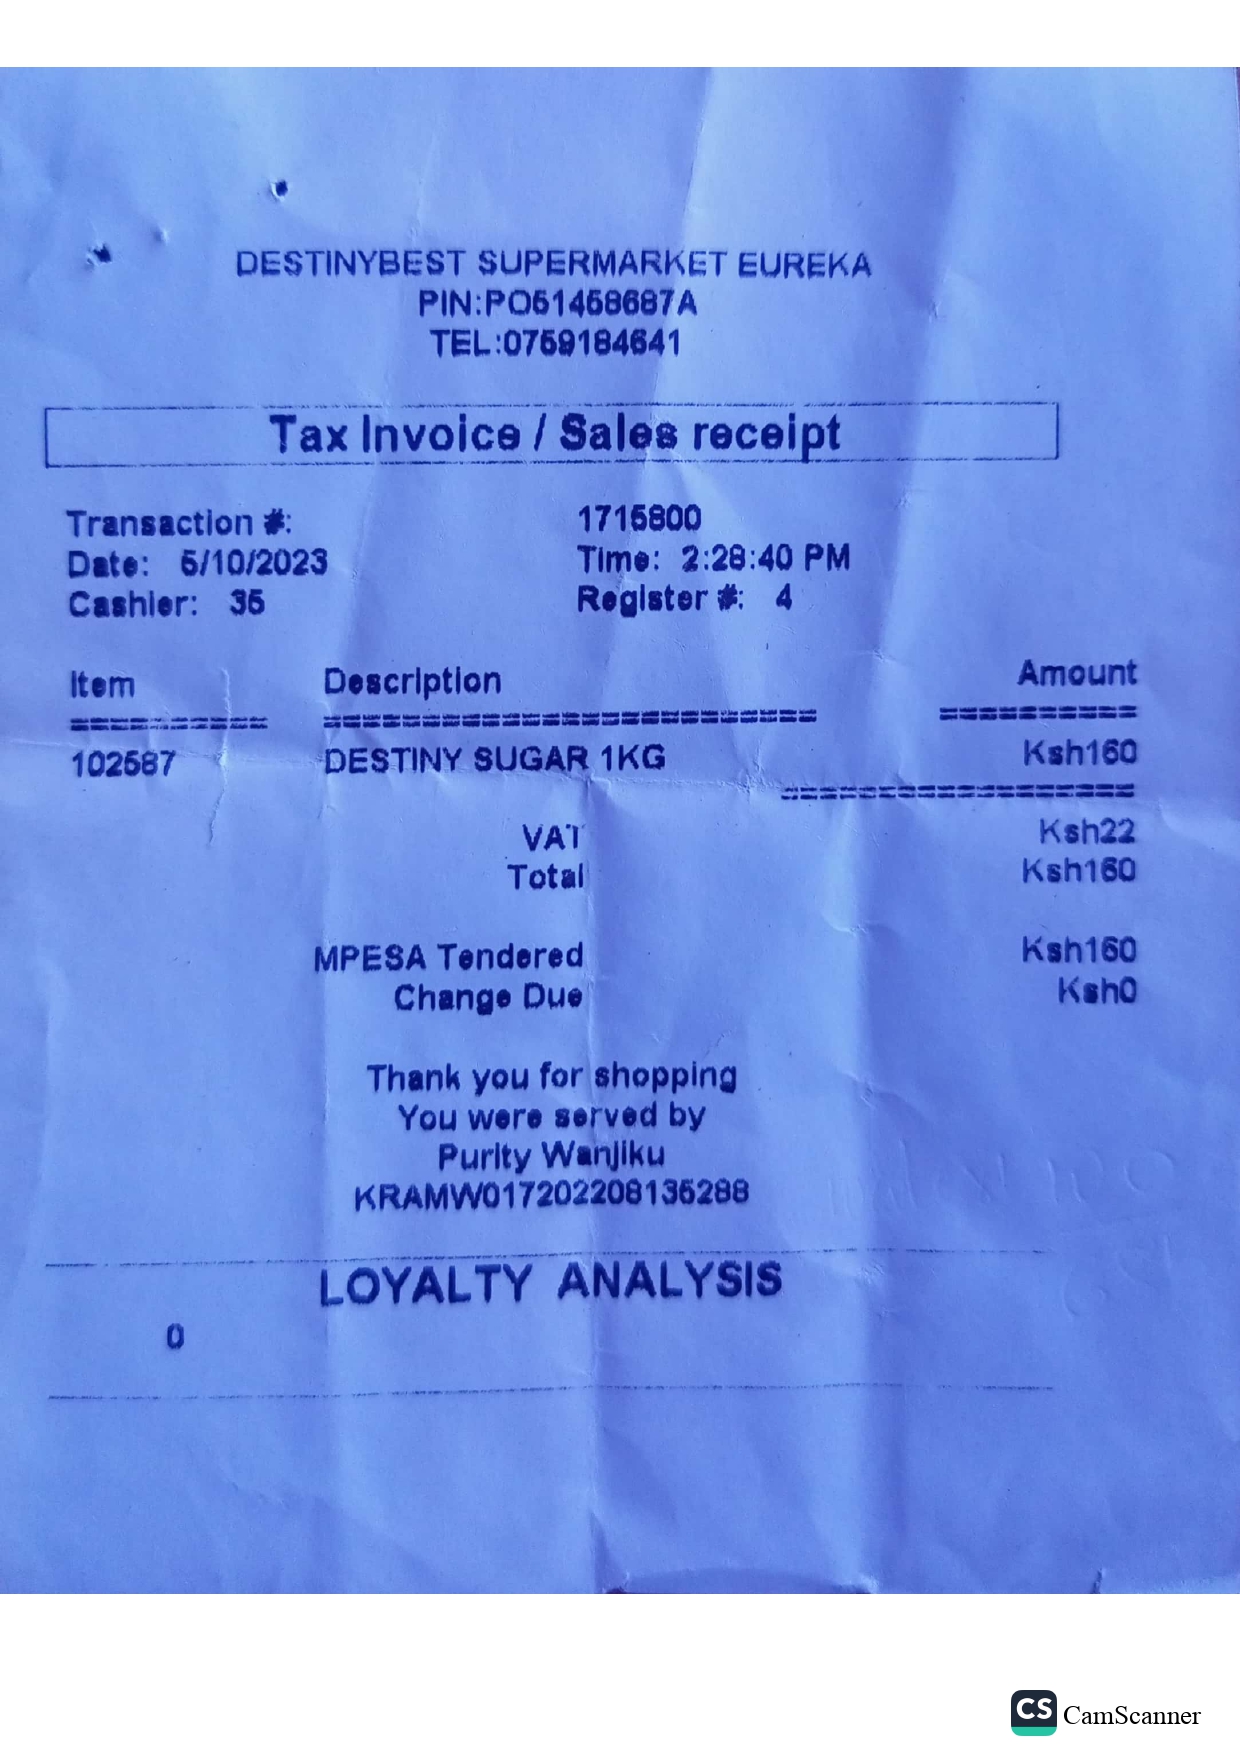 DESTINYBEST SUPERMARKET EUREKA
PIN:PO51458687A
TEL:0759184641
Tax Invoice / Sales receipt
Transaction #: 1715800
Date: 5/10/2023 Time: 2:28:40 PM
Cashier: 35 Register #: 4
Item Description Amount
========== ========================= ==========
102587 DESTINY SUGAR 1KG Ksh160
==================
VAT Ksh22
Total Ksh160
MPESA Tendered Ksh160
Change Due Ksh0
Thank you for shopping
You were served by
Purity Wanjiku
KRAMW017202208135288
LOYALTY ANALYSIS
0
CS CamScanner